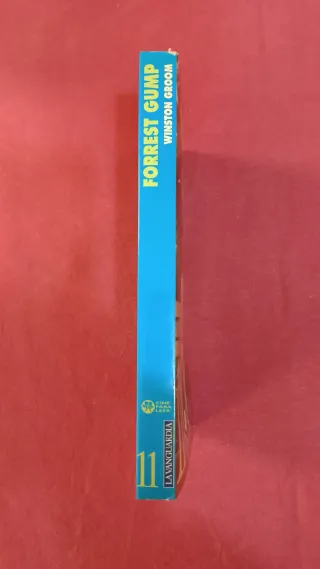 FORREST GUMP
WINSTON GROOM
CINE
PARA
LEER
11
LA VANGUARDIA